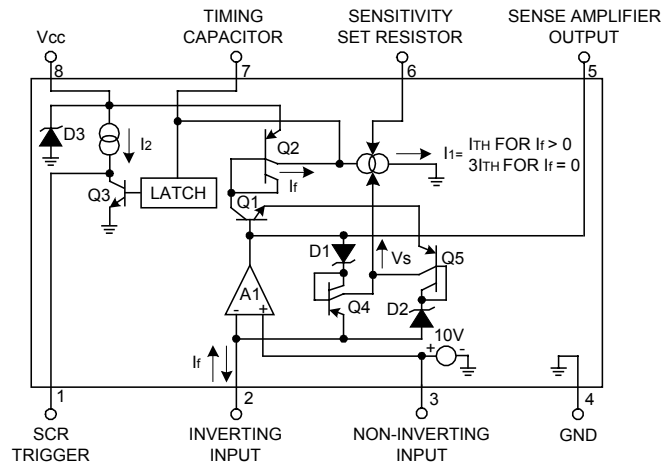 TIMING
CAPACITOR
SENSITIVITY
SET RESISTOR
SENSE AMPLIFIER
OUTPUT
Vcc
8
7
6
5
D3
I2
Q2
If
I1=
ITH FOR If > 0
3ITH FOR If = 0
Q3
LATCH
Q1
D1
Vs
Q5
A1
- +
Q4
D2
10V
+ -
If
1
2
3
4
SCR
TRIGGER
INVERTING
INPUT
NON-INVERTING
INPUT
GND